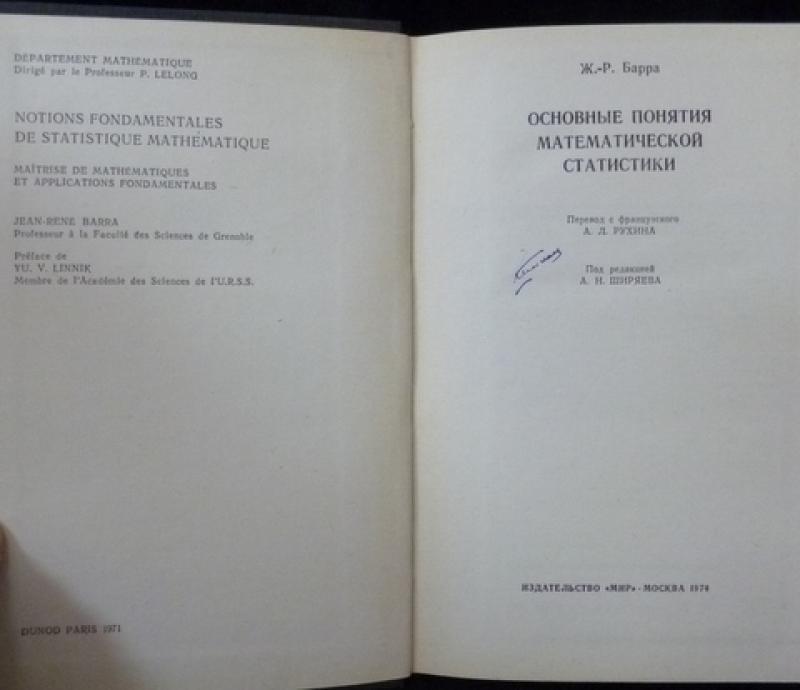 DÉPARTEMENT MATHÉMATIQUE
Dirigé par le Professeur P. LELONG
NOTIONS FONDAMENTALES
DE STATISTIQUE MATHÉMATIQUE
MAÎTRISE DE MATHÉMATIQUES
ET APPLICATIONS FONDAMENTALES
JEAN-RENÉ BARRA
Professeur à la Faculté des Sciences de Grenoble
Préface de
YU. V. LINNIK
Membre de l'Académie des Sciences de l'U.R.S.S.
DUNOD PARIS 1971
Ж.-Р. Барра
ОСНОВНЫЕ ПОНЯТИЯ
МАТЕМАТИЧЕСКОЙ
СТАТИСТИКИ
Перевод с французского
А. Л. РУХИНА
Под редакцией
А. Н. ШИРЯЕВА
ИЗДАТЕЛЬСТВО «МИР» · МОСКВА 1974